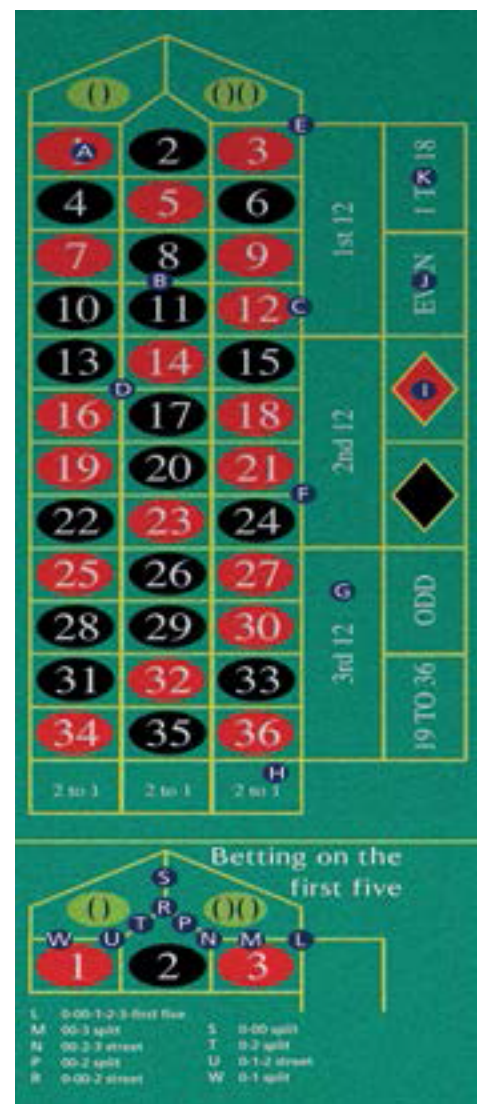 0 00
A 2 3 E
4 5 6
7 8 9
B
10 11 12 C
13 14 15
D
16 17 18
19 20 21
F
22 23 24
25 26 27
28 29 30
31 32 33
34 35 36
2 to 1 2 to 1 2 to 1
H
1st 12
2nd 12
G
3rd 12
1 TO 18
K
EVEN
J
I
ODD
19 TO 36
Betting on the
first five
S
0 R 00
T P
W U N M L
1 2 3
L 0-00-1-2-3-first five
M 00-3 split
N 00-2-3 street
P 00-2 split
R 0-00-2 street
S 0-00 split
T 0-2 split
U 0-1-2 street
W 0-1 split